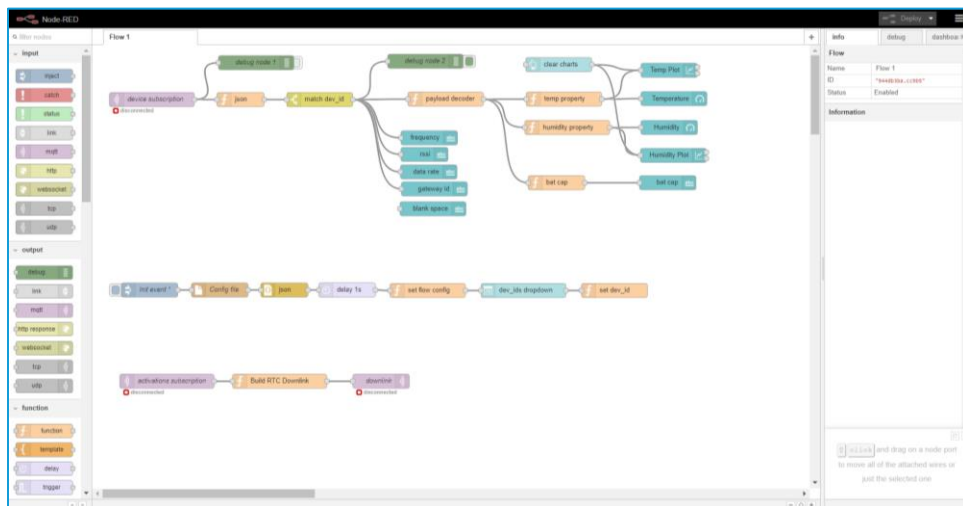 Node-RED
Deploy
filter nodes
Flow 1
info
debug
dashboard
input
inject
catch
status
link
mqtt
http
websocket
tcp
udp
output
debug
link
mqtt
http response
websocket
tcp
udp
function
function
template
delay
trigger
debug node 1
debug node 2
clear charts
Temp Plot
device subscription
disconnected
json
match dev_id
payload decoder
temp property
Temperature
humidity property
Humidity
frequency
rssi
data rate
gateway id
blank space
Humidity Plot
bat cap
bat cap
Init event
Config file
json
delay 1s
set flow config
dev_ids dropdown
set dev_id
activations subscription
disconnected
Build RTC Downlink
downlink
disconnected
Flow
Name
Flow 1
ID
Status
Enabled
Information
and drag on a node port
to move all of the attached wires or
just the selected one